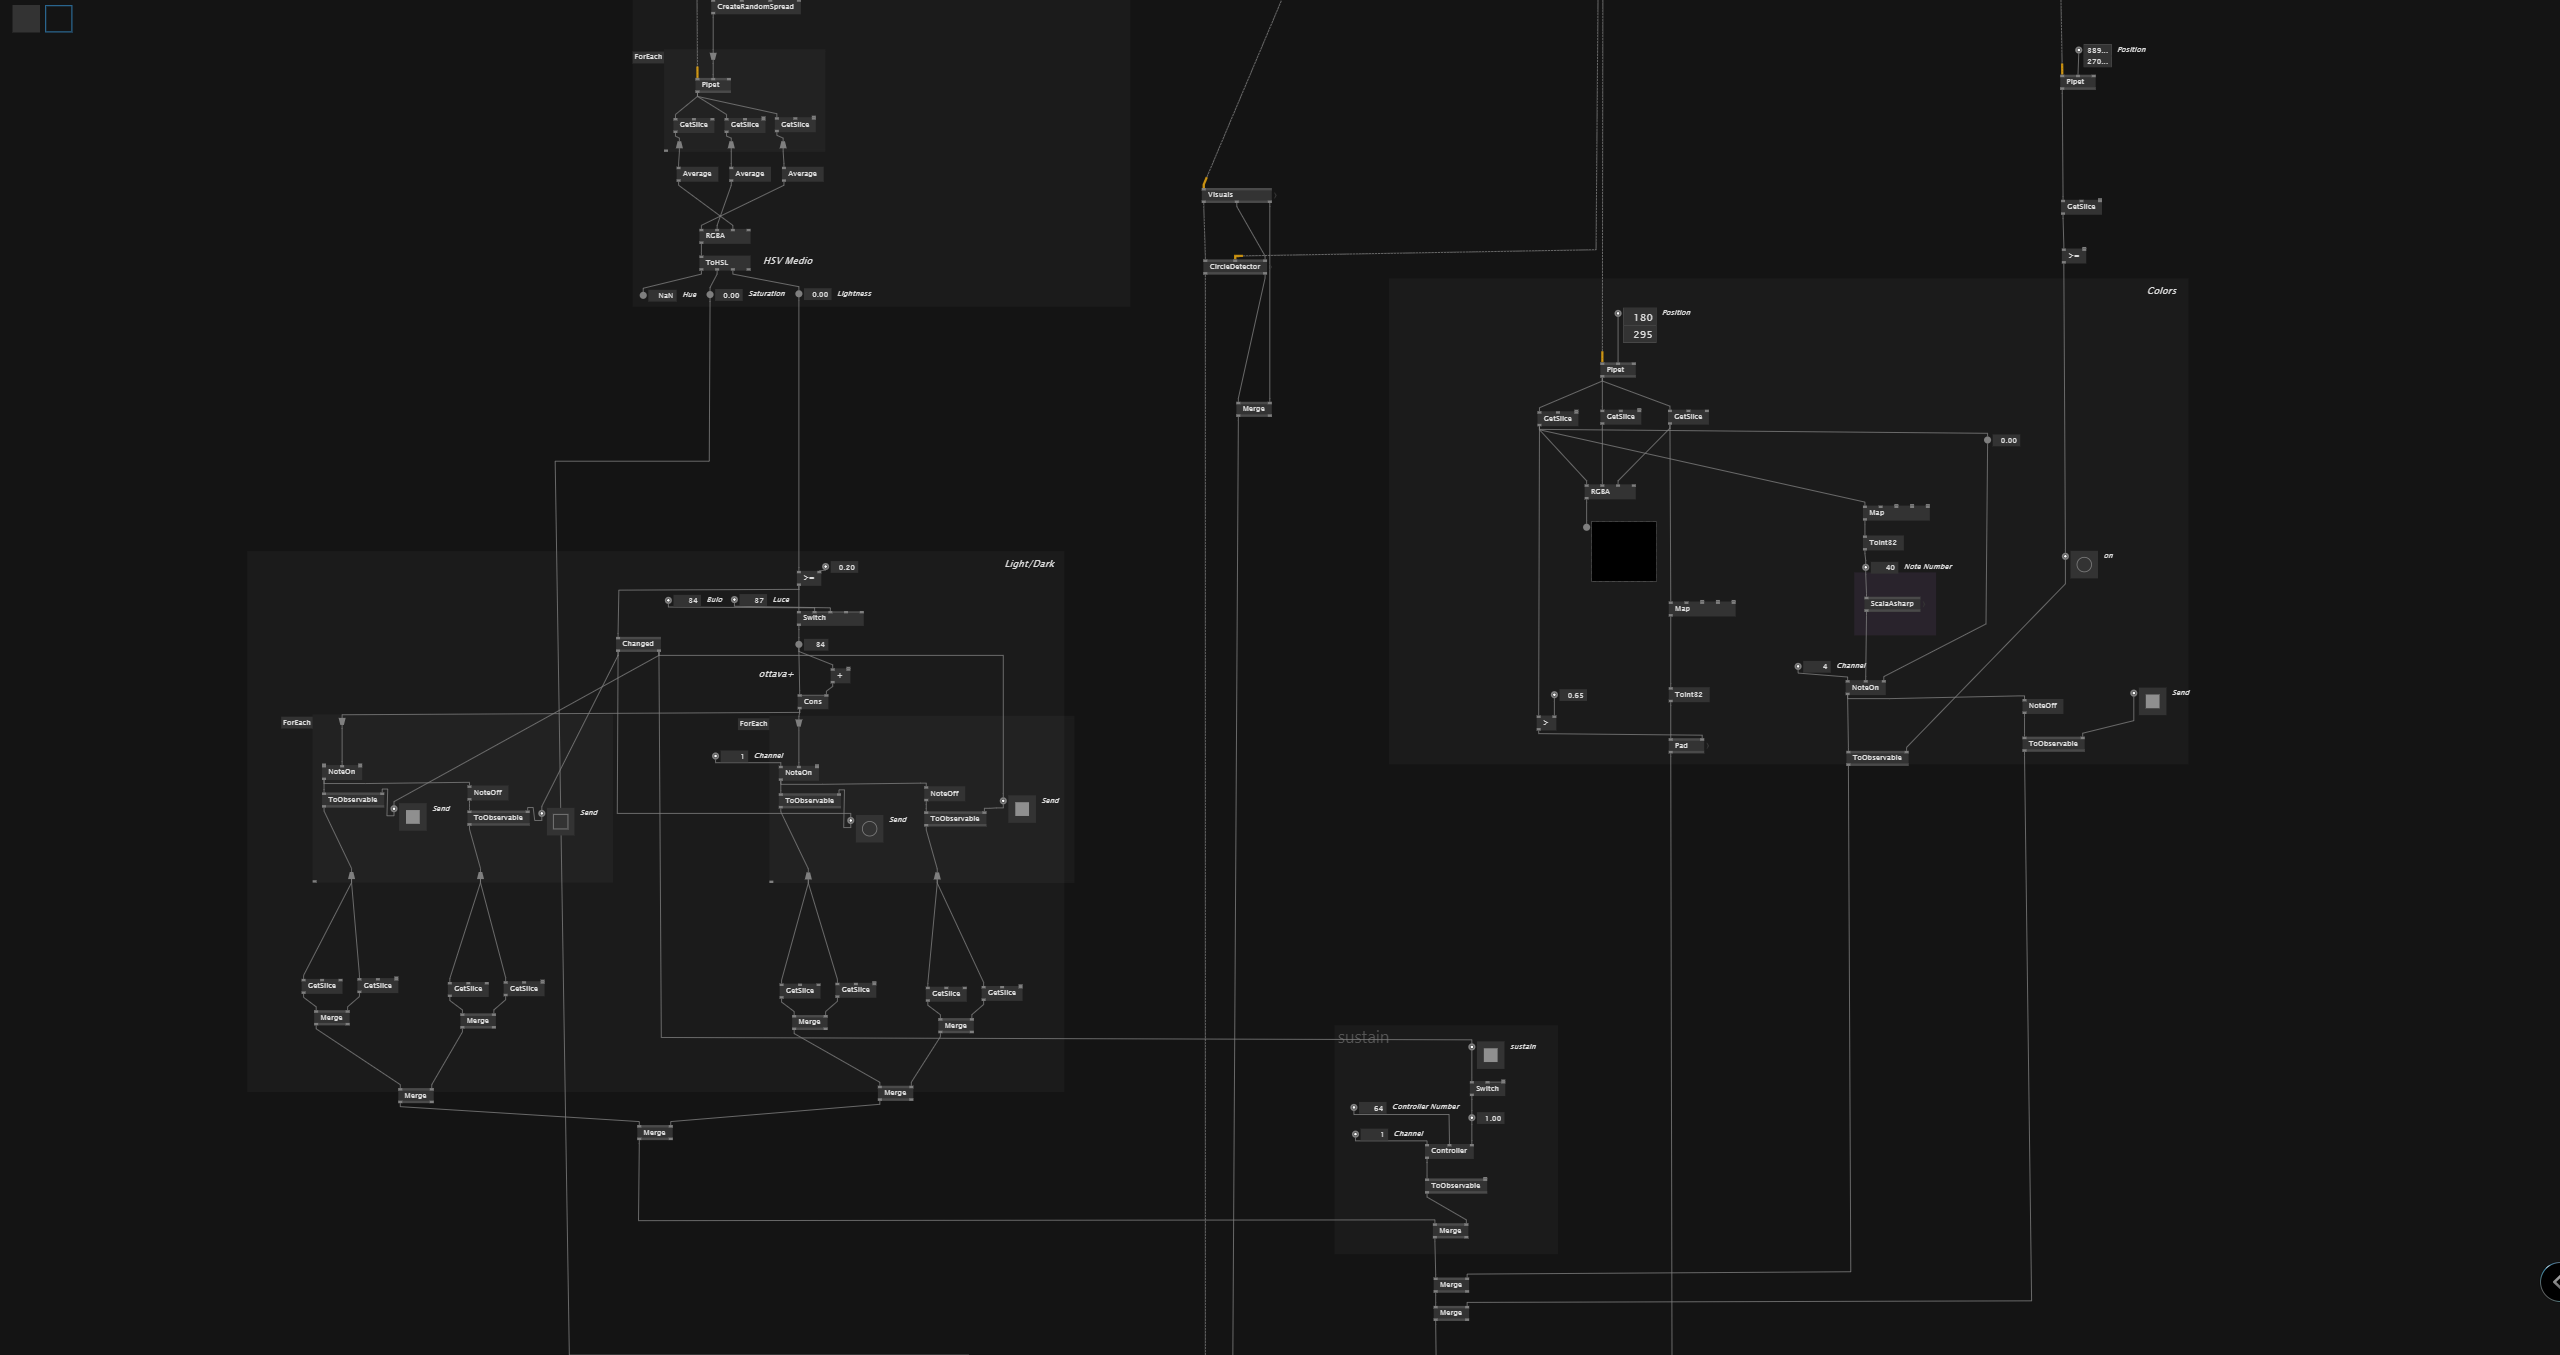 CreateRandomSpread
ForEach
Pipet
GetSlice GetSlice GetSlice
Average Average Average
RGBA
ToHSL
HSV Medio
NaN Hue 0.00 Saturation 0.00 Lightness
Visuals
CircleDetector
Merge
889...
270...
Position
Pipet
GetSlice
>=
Colors
180
295
Position
Pipet
GetSlice GetSlice GetSlice
0.00
RGBA
Map
ToInt32
40 Note Number
ScalaAsharp
on
Map
4 Channel
NoteOn
0.65
ToInt32
>
Pad
NoteOff
Send
ToObservable
ToObservable
Light/Dark
0.20
>=
84 Buio 87 Luce
Switch
Changed
84
ottava+
+
Cons
ForEach
NoteOn
ToObservable
Send
NoteOff
ToObservable
Send
ForEach
1 Channel
NoteOn
ToObservable
Send
NoteOff
ToObservable
Send
GetSlice GetSlice GetSlice GetSlice GetSlice GetSlice GetSlice GetSlice
Merge Merge Merge Merge
Merge Merge
Merge
sustain
sustain
Switch
64 Controller Number
1.00
1 Channel
Controller
ToObservable
Merge
Merge
Merge